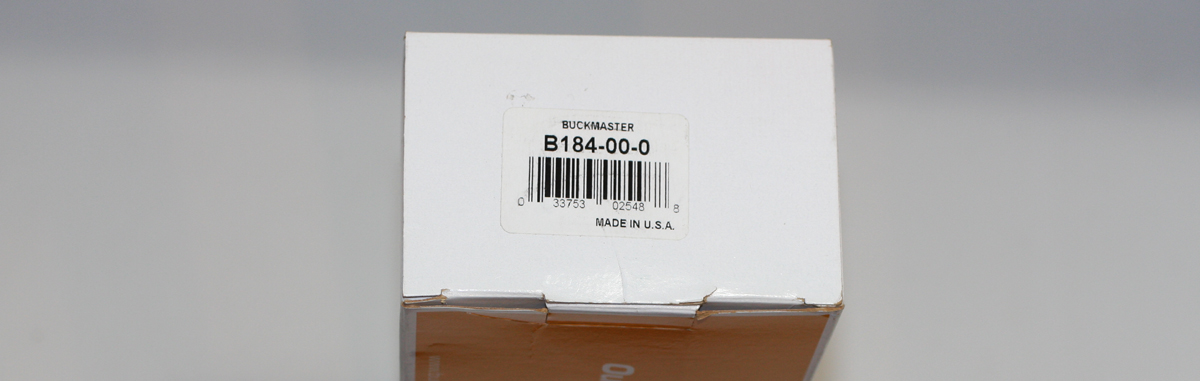 BUCKMASTER
B184-00-0
0 33753 02548 8
MADE IN U.S.A.